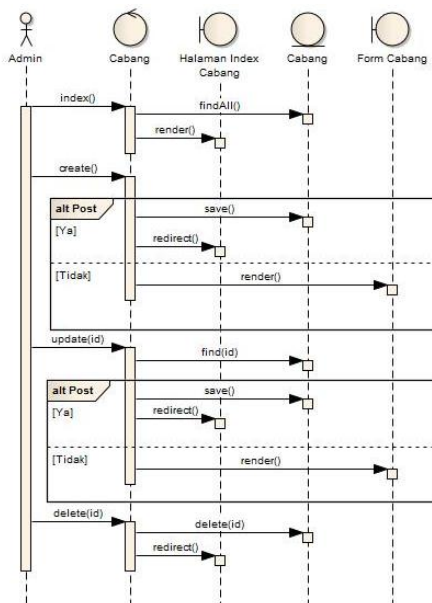 Admin
Cabang
Halaman Index
Cabang
Cabang
Form Cabang
index()
findAll()
render()
create()
alt Post
save()
[Ya]
redirect()
[Tidak]
render()
update(id)
find(id)
alt Post
save()
[Ya]
redirect()
[Tidak]
render()
delete(id)
delete(id)
redirect()